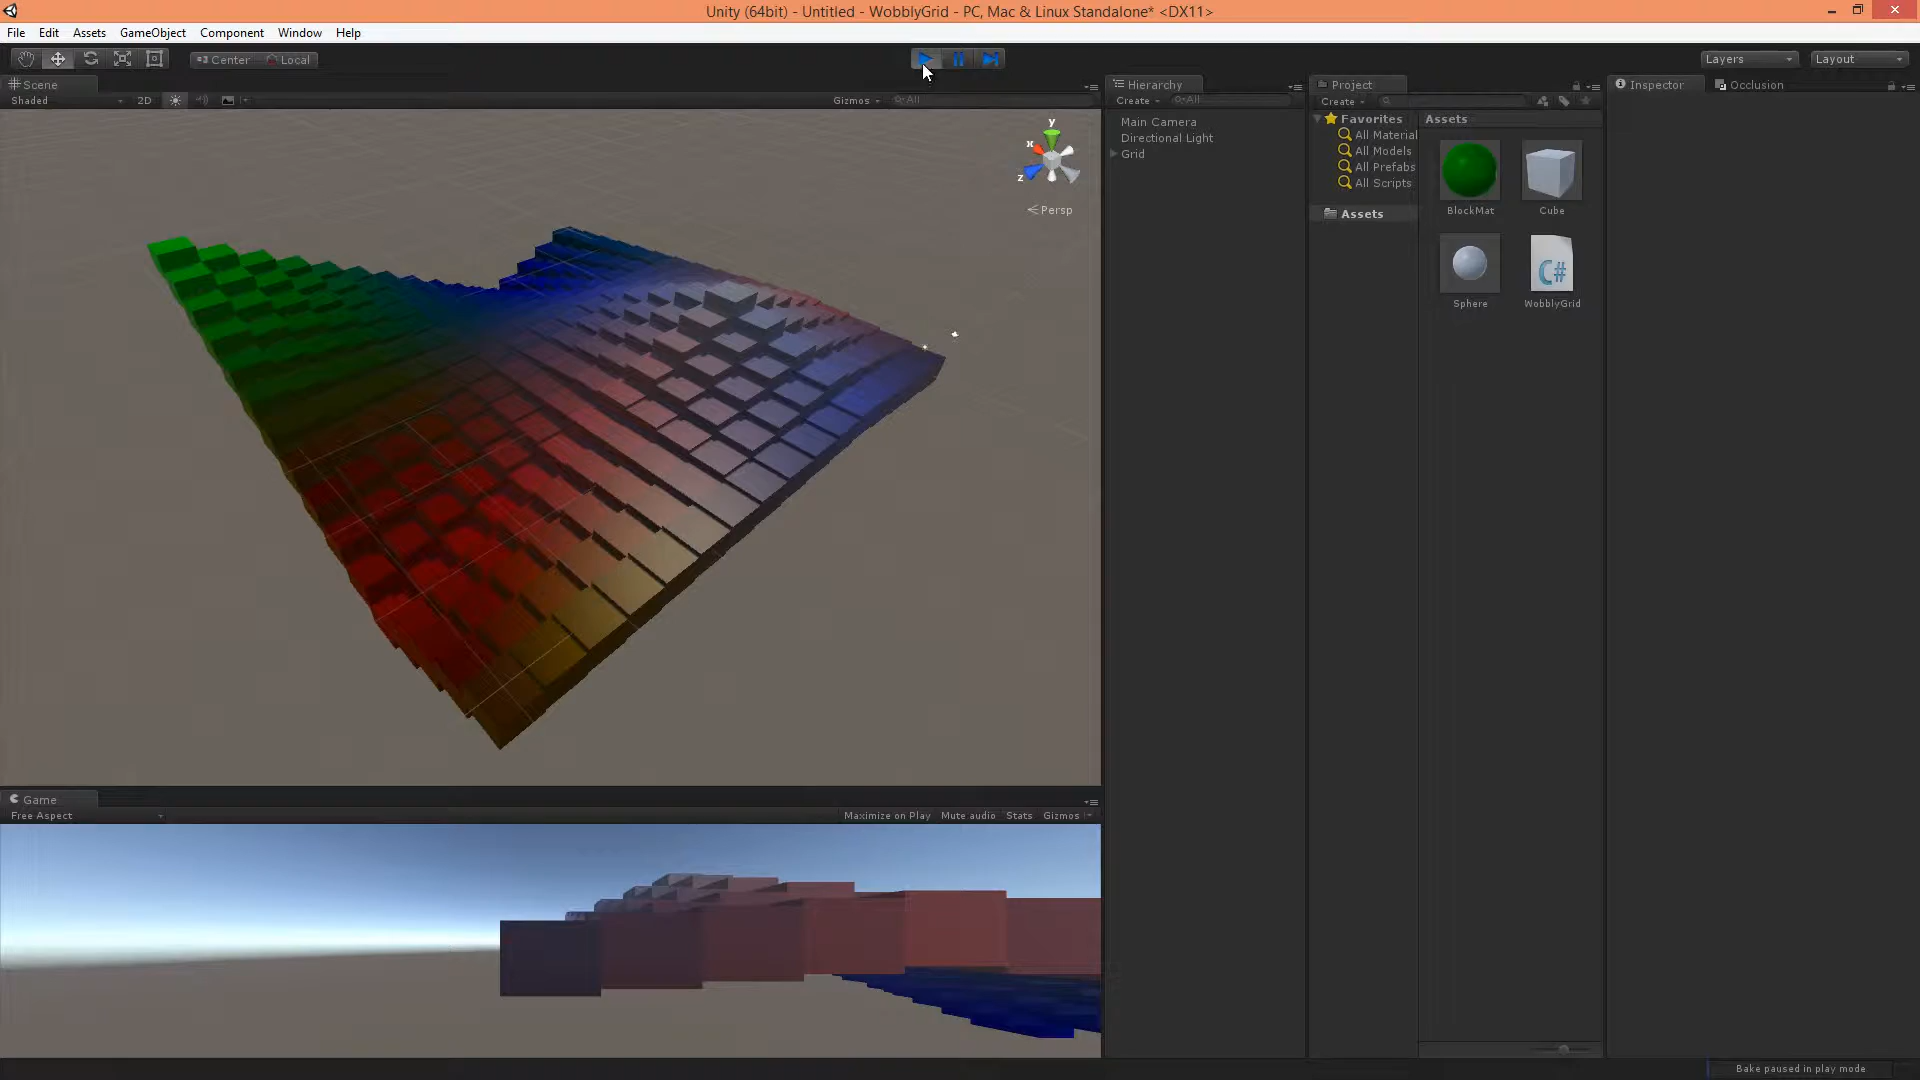 Unity (64bit) - Untitled - WobblyGrid - PC, Mac & Linux Standalone* <DX11>
File Edit Assets GameObject Component Window Help
Center Local
Layers Layout
Scene
Shaded 2D Gizmos All
y
x
z
Persp
Hierarchy
Create All
Main Camera
Directional Light
Grid
Project
Create
Favorites
All Material
All Models
All Prefabs
All Scripts
Assets
Assets
BlockMat Cube
C#
Sphere WobblyGrid
Inspector Occlusion
Game
Free Aspect Maximize on Play Mute audio Stats Gizmos
Bake paused in play mode